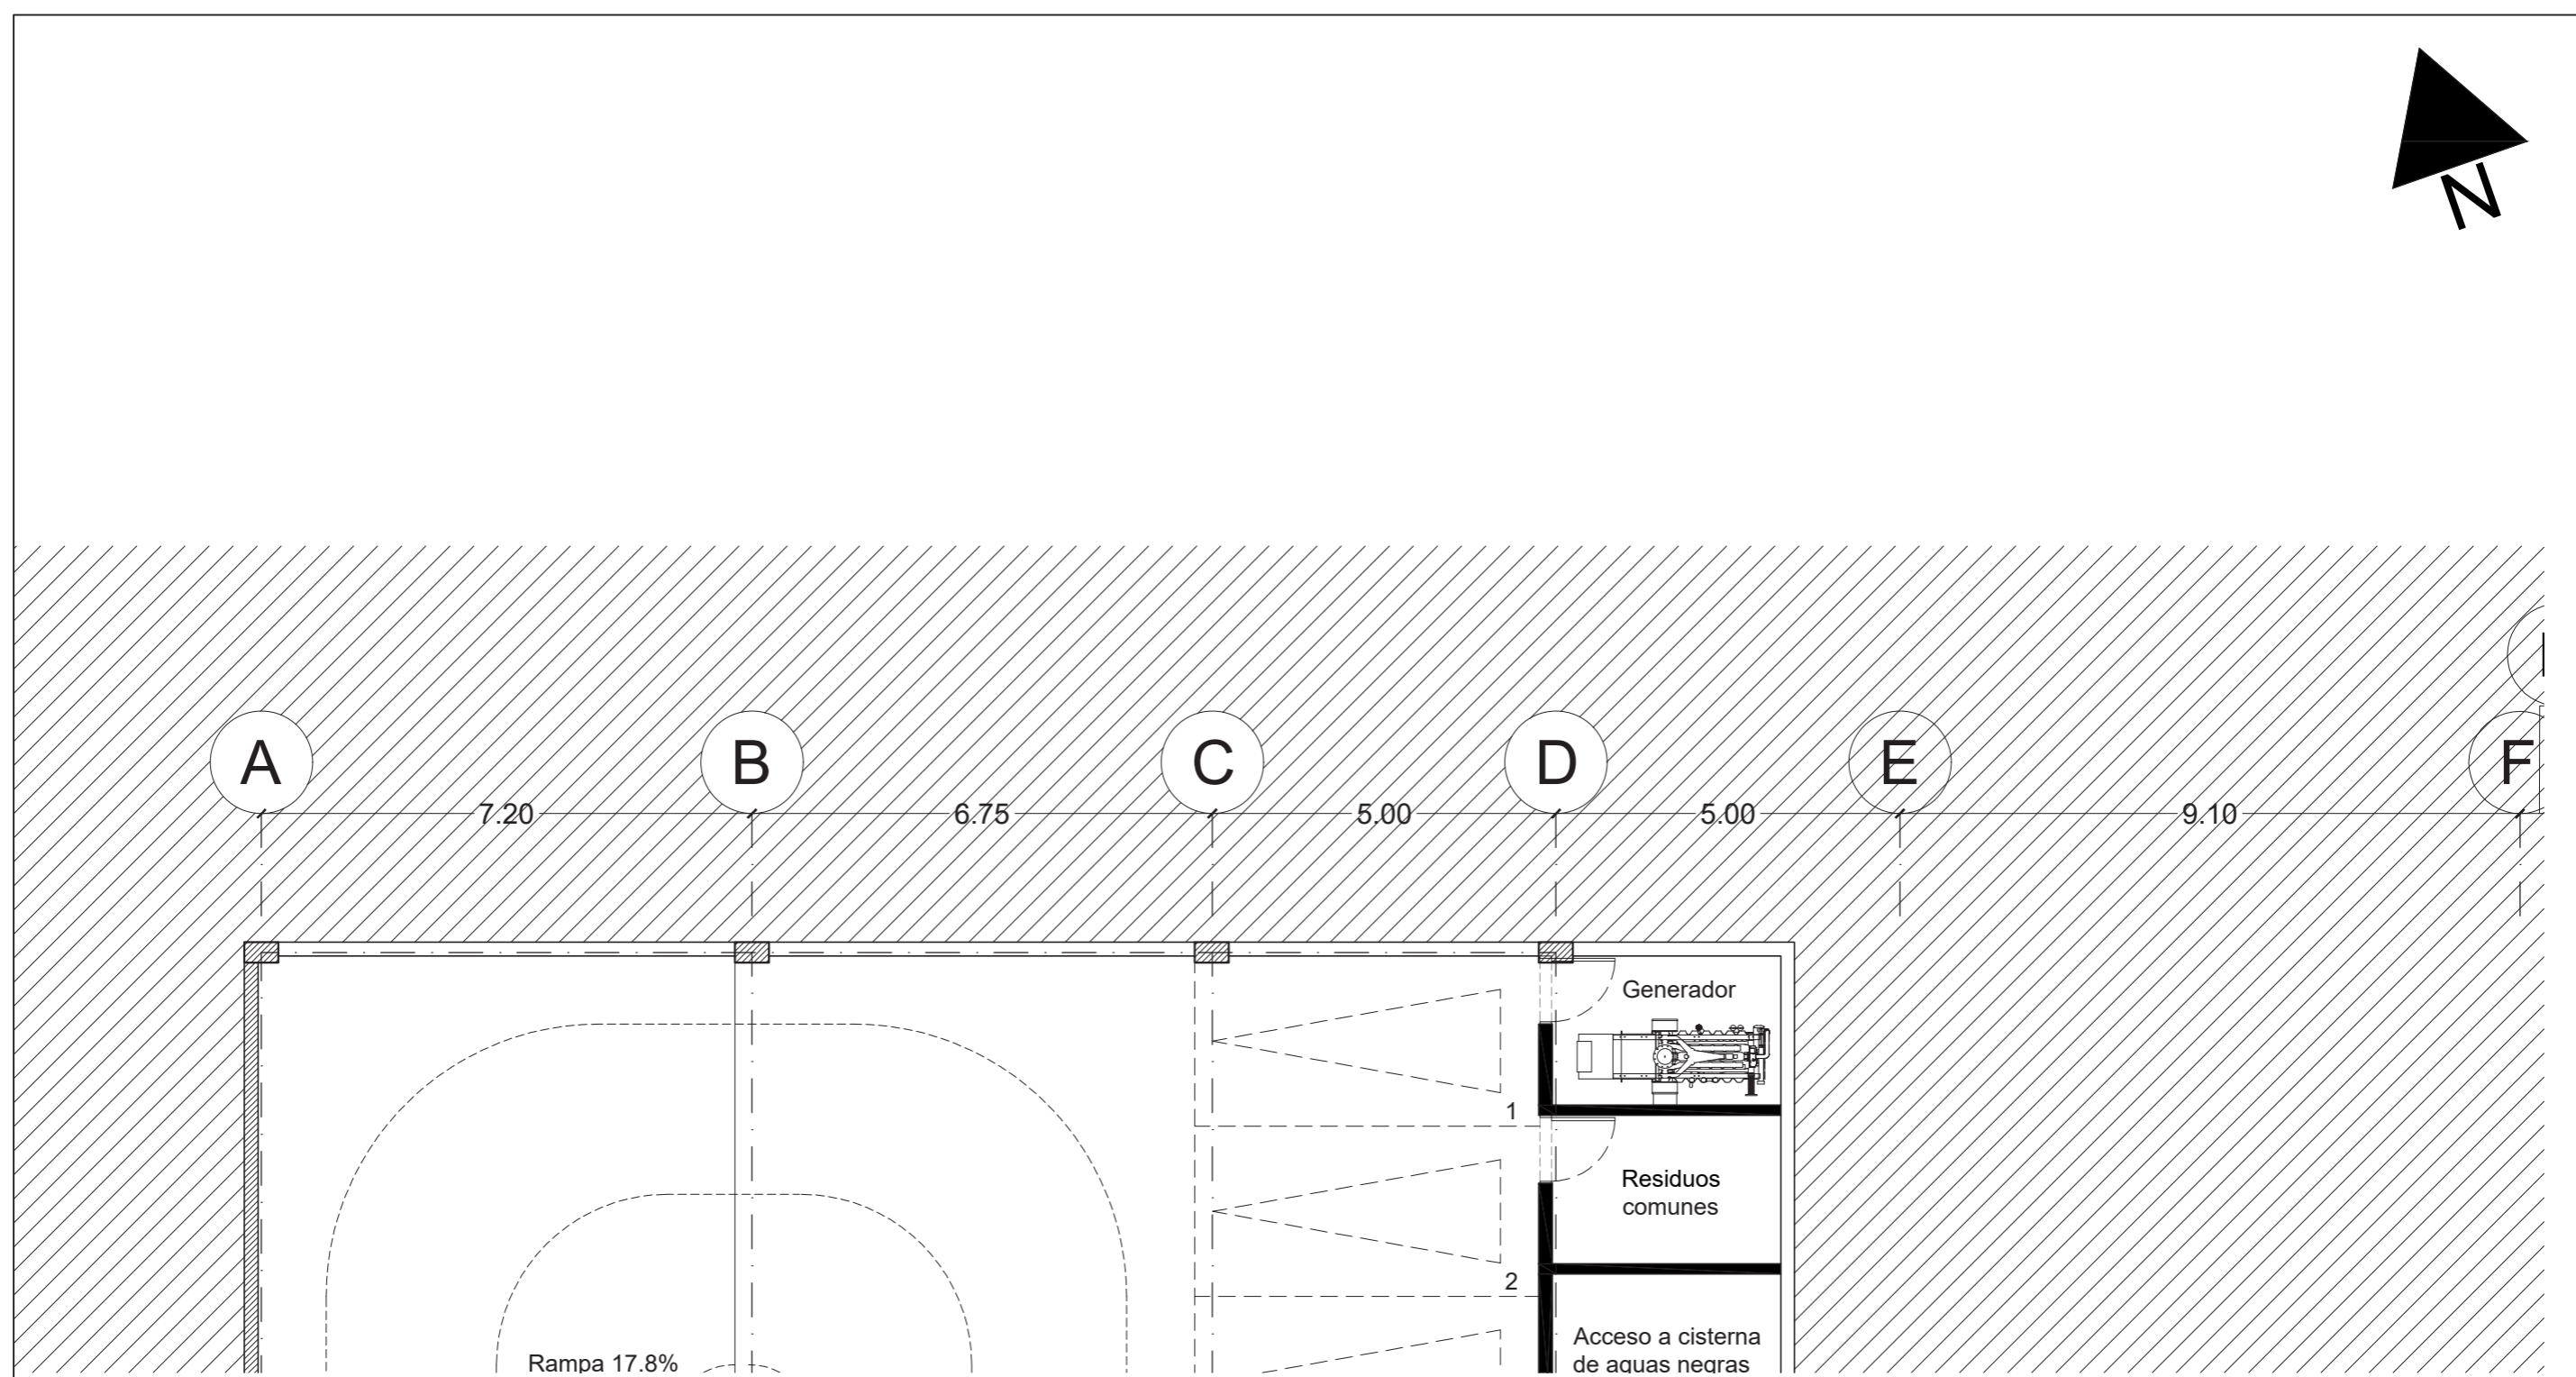 N
A B C D E F
7.20 6.75 5.00 5.00 9.10
Generador
1
Residuos
comunes
2
Acceso a cisterna
de aguas negras
Rampa 17.8%